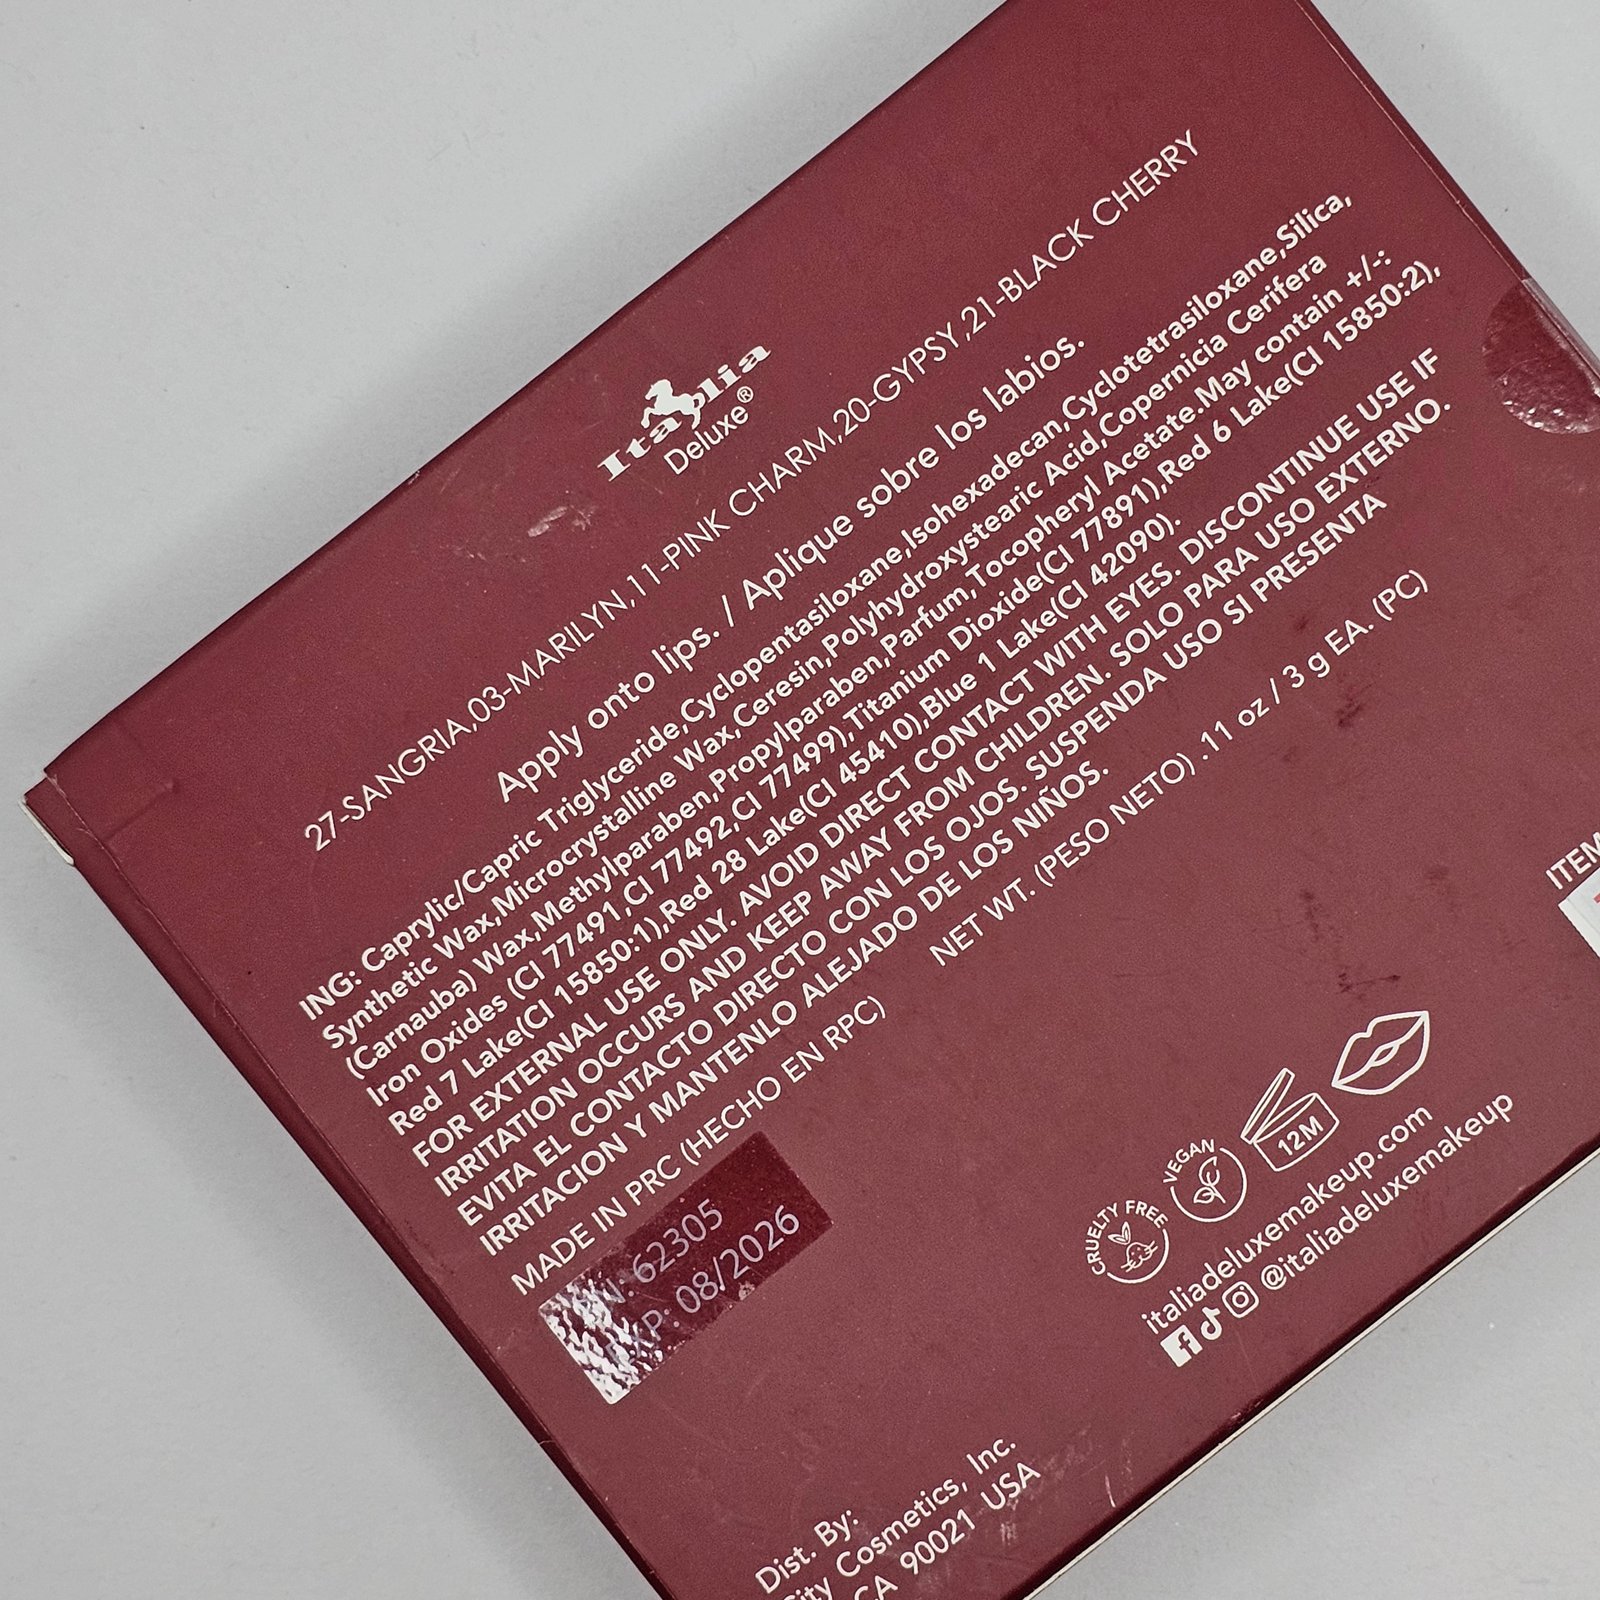 Italia
Deluxe®
27-SANGRIA,03-MARILYN,11-PINK CHARM,20-GYPSY,21-BLACK CHERRY
Apply onto lips. / Aplique sobre los labios.
ING: Caprylic/Capric Triglyceride,Cyclopentasiloxane,Isohexadecan,Cyclotetrasiloxane,Silica,
Synthetic Wax,Microcrystalline Wax,Ceresin,Polyhydroxystearic Acid,Copernicia Cerifera
(Carnauba) Wax,Methylparaben,Propylparaben,Parfum,Tocopheryl Acetate.May contain +/-:
Iron Oxides (CI 77491,CI 77492,CI 77499),Titanium Dioxide(CI 77891),Red 6 Lake(CI 15850:2),
Red 7 Lake(CI 15850:1),Red 28 Lake(CI 45410),Blue 1 Lake(CI 42090).
FOR EXTERNAL USE ONLY. AVOID DIRECT CONTACT WITH EYES. DISCONTINUE USE IF
IRRITATION OCCURS AND KEEP AWAY FROM CHILDREN. SOLO PARA USO EXTERNO.
EVITA EL CONTACTO DIRECTO CON LOS OJOS. SUSPENDA USO SI PRESENTA
IRRITACION Y MANTENLO ALEJADO DE LOS NIÑOS.
MADE IN PRC (HECHO EN RPC)
NET WT. (PESO NETO) .11 oz / 3 g EA. (PC)
62305
EXP: 08/2026
ITEM
CRUELTY FREE
VEGAN
12M
italiadeluxemakeup.com
@italiadeluxemakeup
Dist. By:
City Cosmetics, Inc.
CA 90021 USA